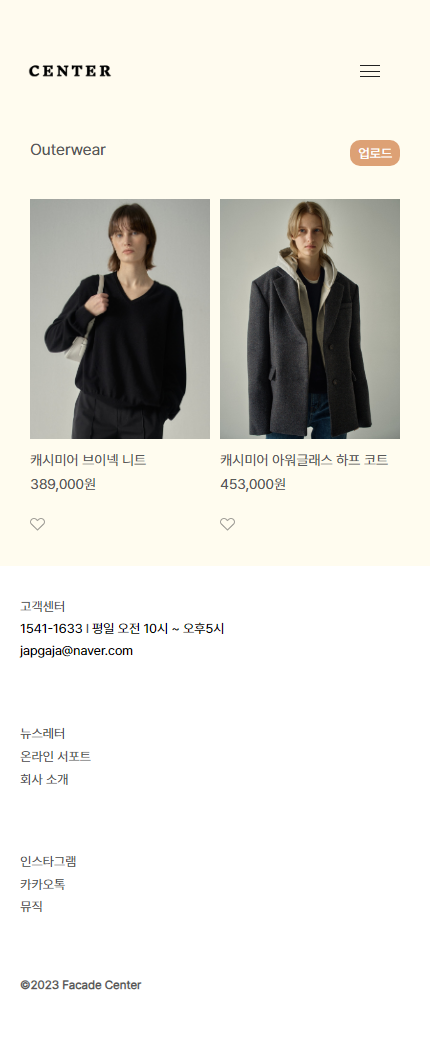 CENTER
Outerwear
업로드
캐시미어 브이넥 니트
389,000원
캐시미어 아워글래스 하프 코트
453,000원
고객센터
1541-1633 I 평일 오전 10시 ~ 오후5시
japgaja@naver.com
뉴스레터
온라인 서포트
회사 소개
인스타그램
카카오톡
뮤직
©2023 Facade Center